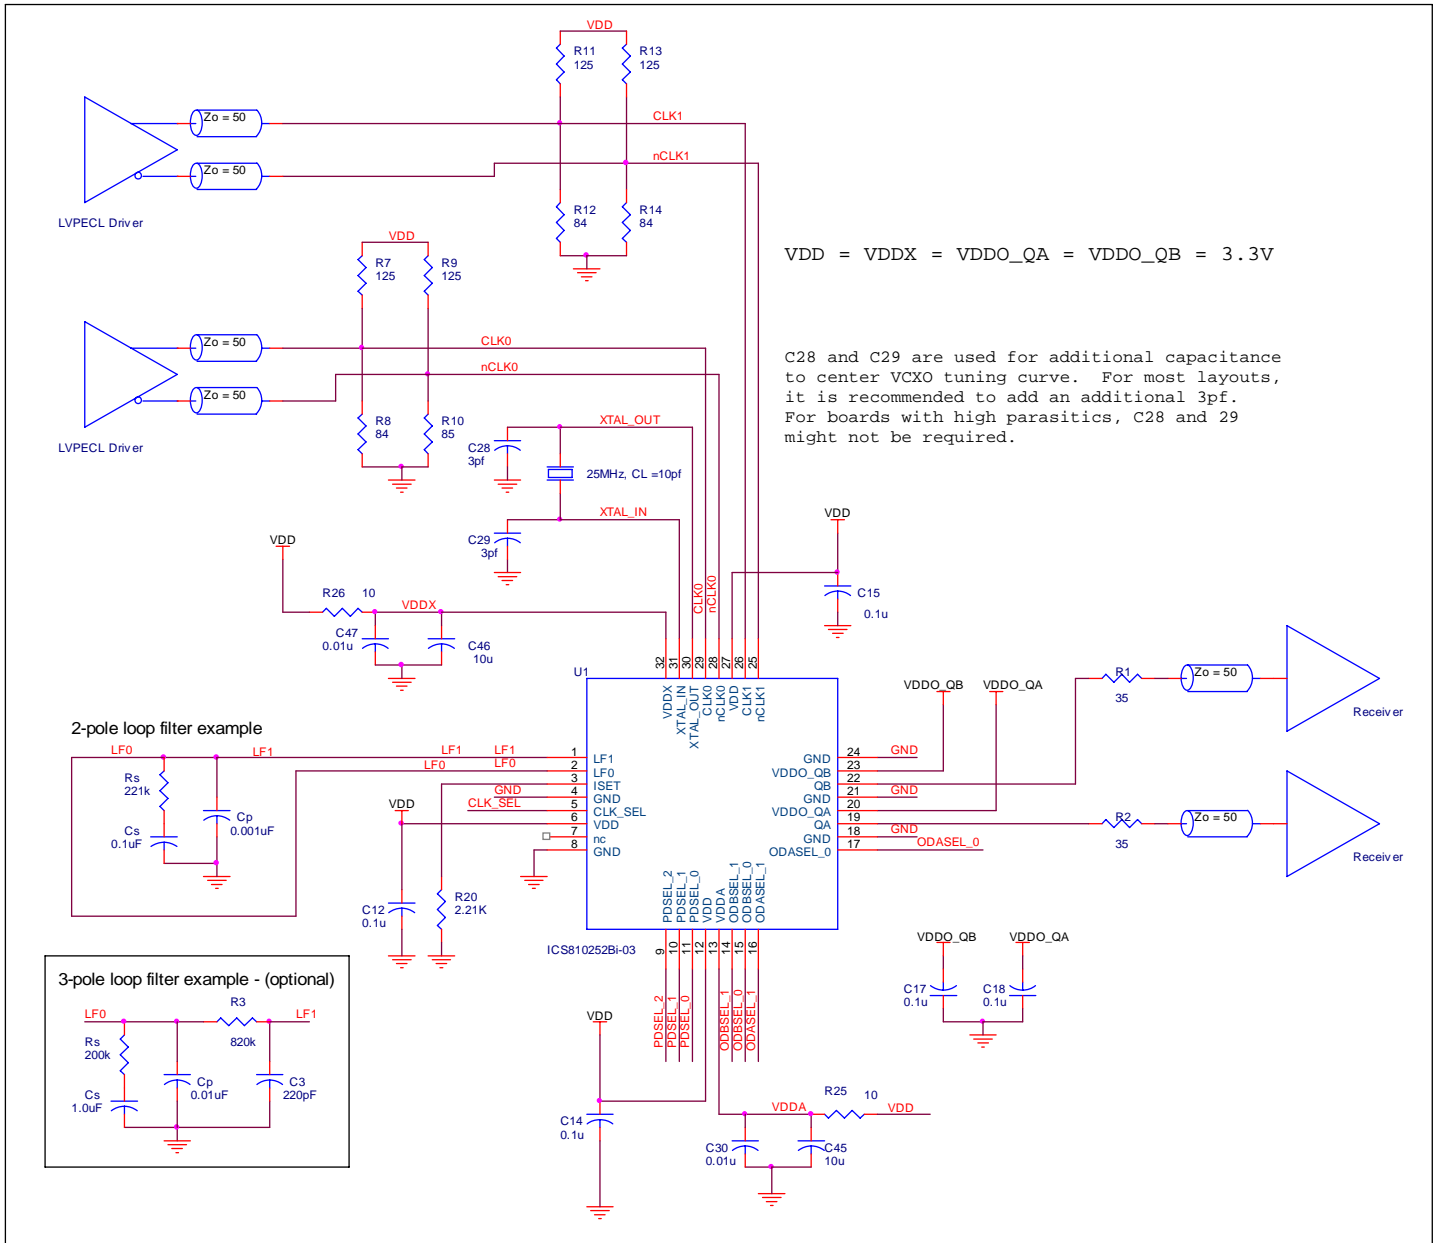 VDD
R11
125
R13
125
Zo = 50
CLK1
Zo = 50
nCLK1
LVPECL Driver
R12
84
R14
84
VDD
R7
125
R9
125
VDD = VDDX = VDDO_QA = VDDO_QB = 3.3V
Zo = 50
CLK0
Zo = 50
nCLK0
LVPECL Driver
R8
84
R10
85
C28 and C29 are used for additional capacitance
to center VCXO tuning curve. For most layouts,
it is recommended to add an additional 3pf.
For boards with high parasitics, C28 and 29
might not be required.
XTAL_OUT
C28
3pf
25MHz, CL =10pf
XTAL_IN
C29
3pf
VDD
VDD
R26 10
VDDX
C47
0.01u
C46
10u
CLK0
nCLK0
C15
0.1u
U1
32
31
30
29
28
27
26
25
VDDX
XTAL_IN
XTAL_OUT
CLK0
nCLK0
VDD
CLK1
nCLK1
VDDO_QB
VDDO_QA
R1
35
Zo = 50
Receiver
2-pole loop filter example
LF0
LF1
LF1
LF1
LF0
LF0
GND
CLK_SEL
Rs
221k
Cp
0.001uF
Cs
0.1uF
VDD
1
2
3
4
5
6
7
8
LF1
LF0
ISET
GND
CLK_SEL
VDD
nc
GND
GND
VDDO_QB
QB
GND
VDDO_QA
QA
GND
ODASEL_0
24
23
22
21
20
19
18
17
GND
GND
GND
ODASEL_0
R2
35
Zo = 50
Receiver
C12
0.1u
R20
2.21K
PDSEL_2
PDSEL_1
PDSEL_0
VDD
VDDA
ODBSEL_1
ODBSEL_0
ODASEL_1
ICS810252Bi-03
9
10
11
12
13
14
15
16
PDSEL_2
PDSEL_1
PDSEL_0
ODBSEL_1
ODBSEL_0
ODASEL_1
VDDO_QB
VDDO_QA
C17
0.1u
C18
0.1u
3-pole loop filter example - (optional)
LF0
R3
820k
LF1
Rs
200k
Cp
0.01uF
C3
220pF
Cs
1.0uF
VDD
C14
0.1u
VDDA
R25
10
VDD
C30
0.01u
C45
10u